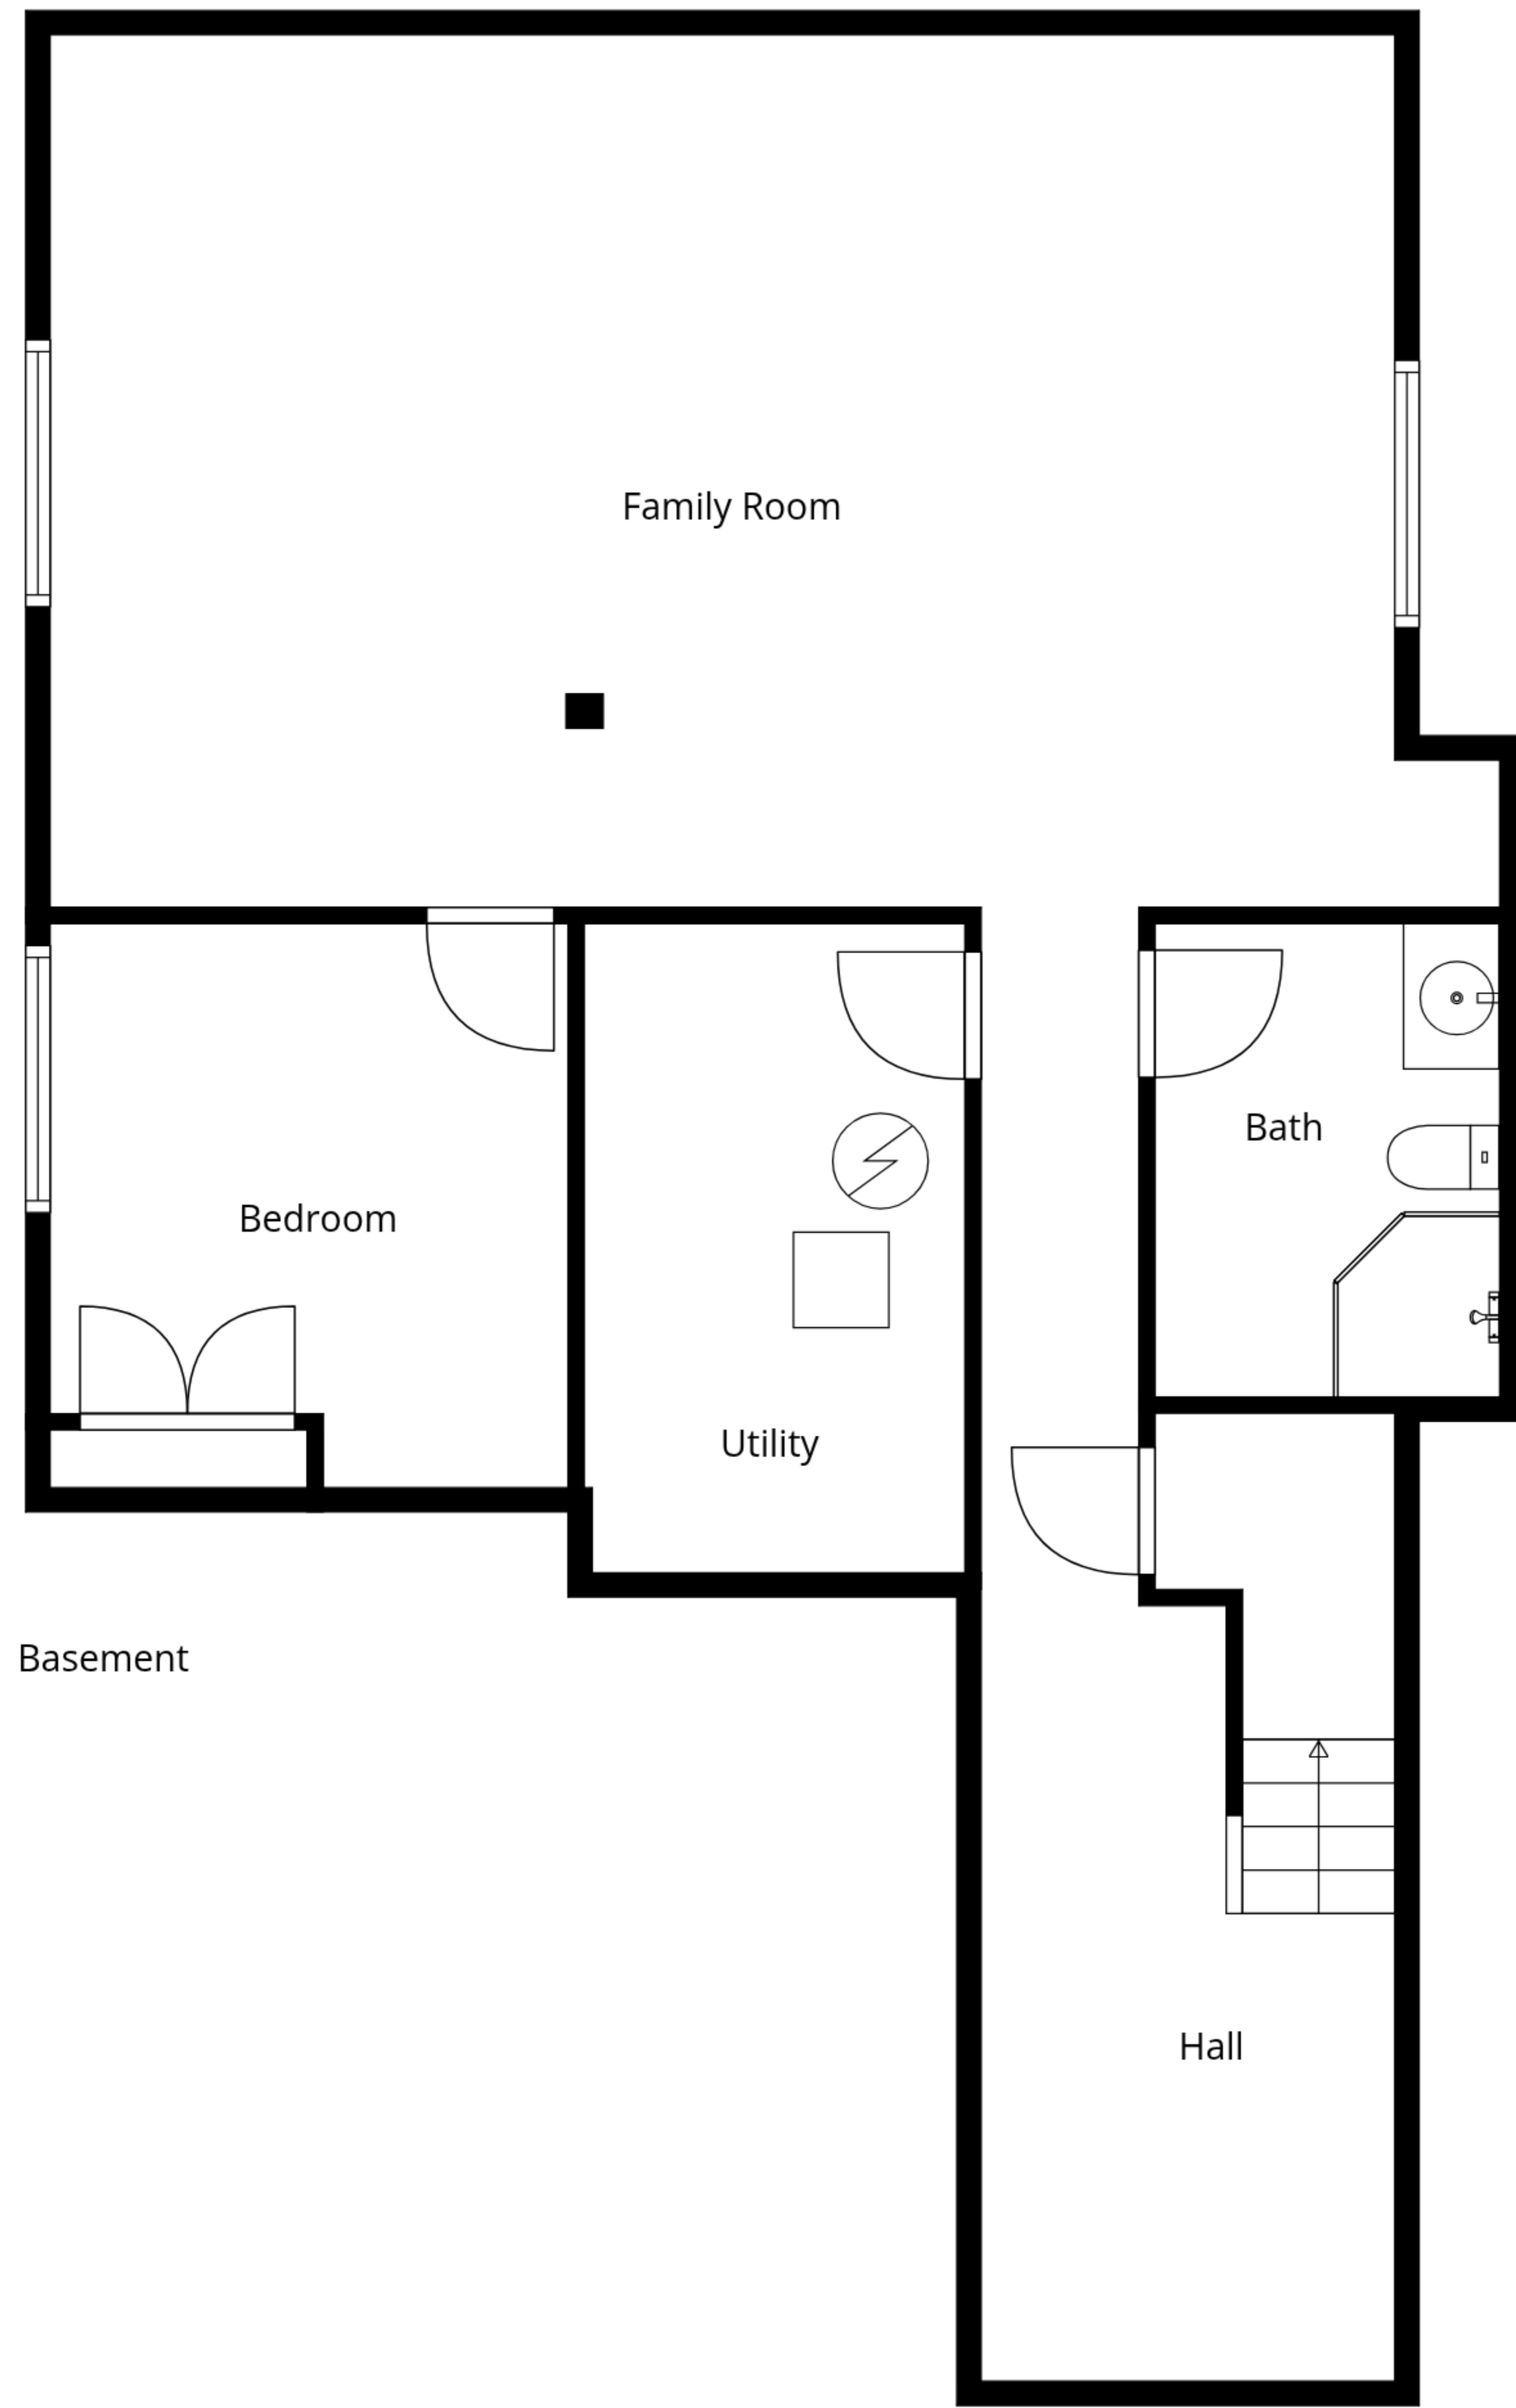 Family Room
Bath
Bedroom
Utility
Basement
Hall